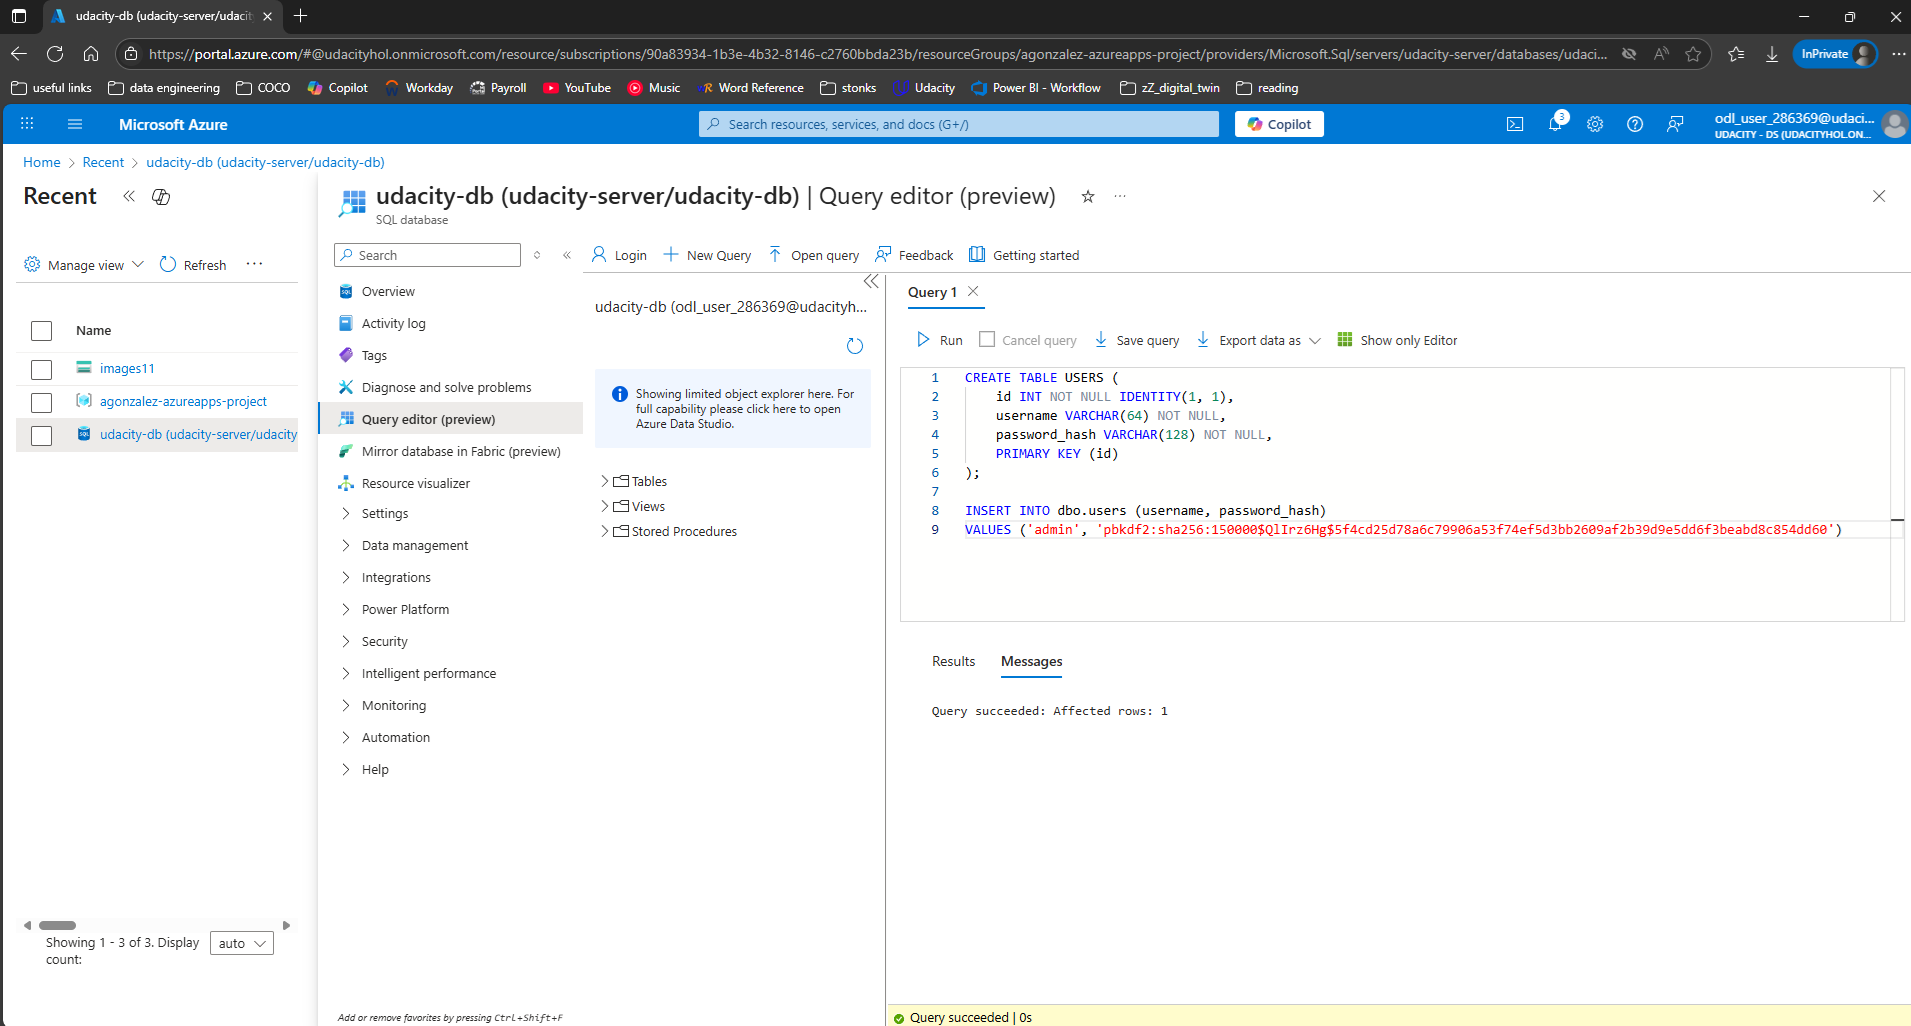 udacity-db (udacity-server/udacit
https://portal.azure.com/#@udacityhol.onmicrosoft.com/resource/subscriptions/90a83934-1b3e-4b32-8146-c2760bbda23b/resourceGroups/agonzalez-azureapps-project/providers/Microsoft.Sql/servers/udacity-server/databases/udaci...
InPrivate
useful links data engineering COCO Copilot Workday Payroll YouTube Music Word Reference stonks Udacity Power BI - Workflow zZ_digital_twin reading
Microsoft Azure
Search resources, services, and docs (G+/)
Copilot
3
odl_user_286369@udaci...
UDACITY - DS (UDACITYHOL.ON...
Home > Recent > udacity-db (udacity-server/udacity-db)
Recent
Manage view
Refresh
Name
images11
agonzalez-azureapps-project
udacity-db (udacity-server/udacity
Showing 1 - 3 of 3. Display
count:
auto
udacity-db (udacity-server/udacity-db) | Query editor (preview)
SQL database
Search
Overview
Activity log
Tags
Diagnose and solve problems
Query editor (preview)
Mirror database in Fabric (preview)
Resource visualizer
Settings
Data management
Integrations
Power Platform
Security
Intelligent performance
Monitoring
Automation
Help
Add or remove favorites by pressing Ctrl+Shift+F
Login New Query Open query Feedback Getting started
udacity-db (odl_user_286369@udacityh...
Showing limited object explorer here. For
full capability please click here to open
Azure Data Studio.
Tables
Views
Stored Procedures
Query 1
Run Cancel query Save query Export data as Show only Editor
1 CREATE TABLE USERS (
2 id INT NOT NULL IDENTITY(1, 1),
3 username VARCHAR(64) NOT NULL,
4 password_hash VARCHAR(128) NOT NULL,
5 PRIMARY KEY (id)
6 );
7
8 INSERT INTO dbo.users (username, password_hash)
9 VALUES ('admin', 'pbkdf2:sha256:150000$QlIrz6Hg$5f4cd25d78a6c79906a53f74ef5d3bb2609af2b39d9e5dd6f3beabd8c854dd60')
Results
Messages
Query succeeded: Affected rows: 1
Query succeeded | 0s